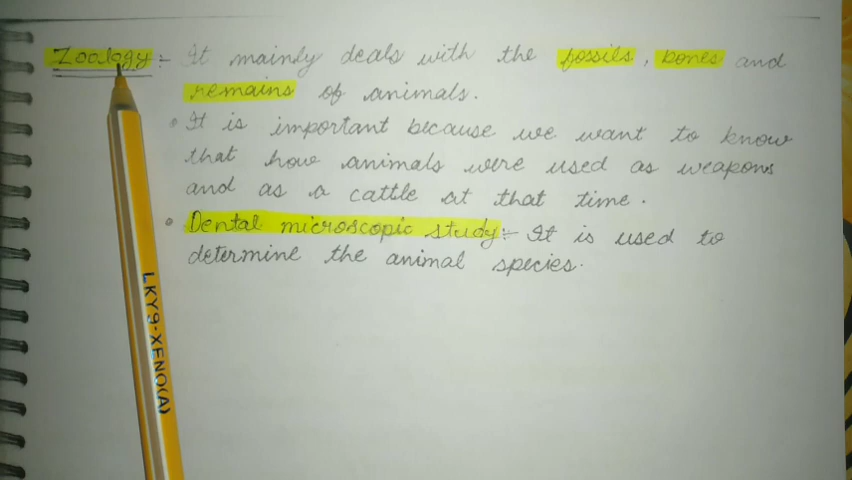 Zoology :- It mainly deals with the fossils, bones and
remains of animals.
• It is important because we want to know
that how animals were used as weapons
and as a cattle at that time.
• Dental microscopic study :- It is used to
determine the animal species.
LKY9-XENO(A)